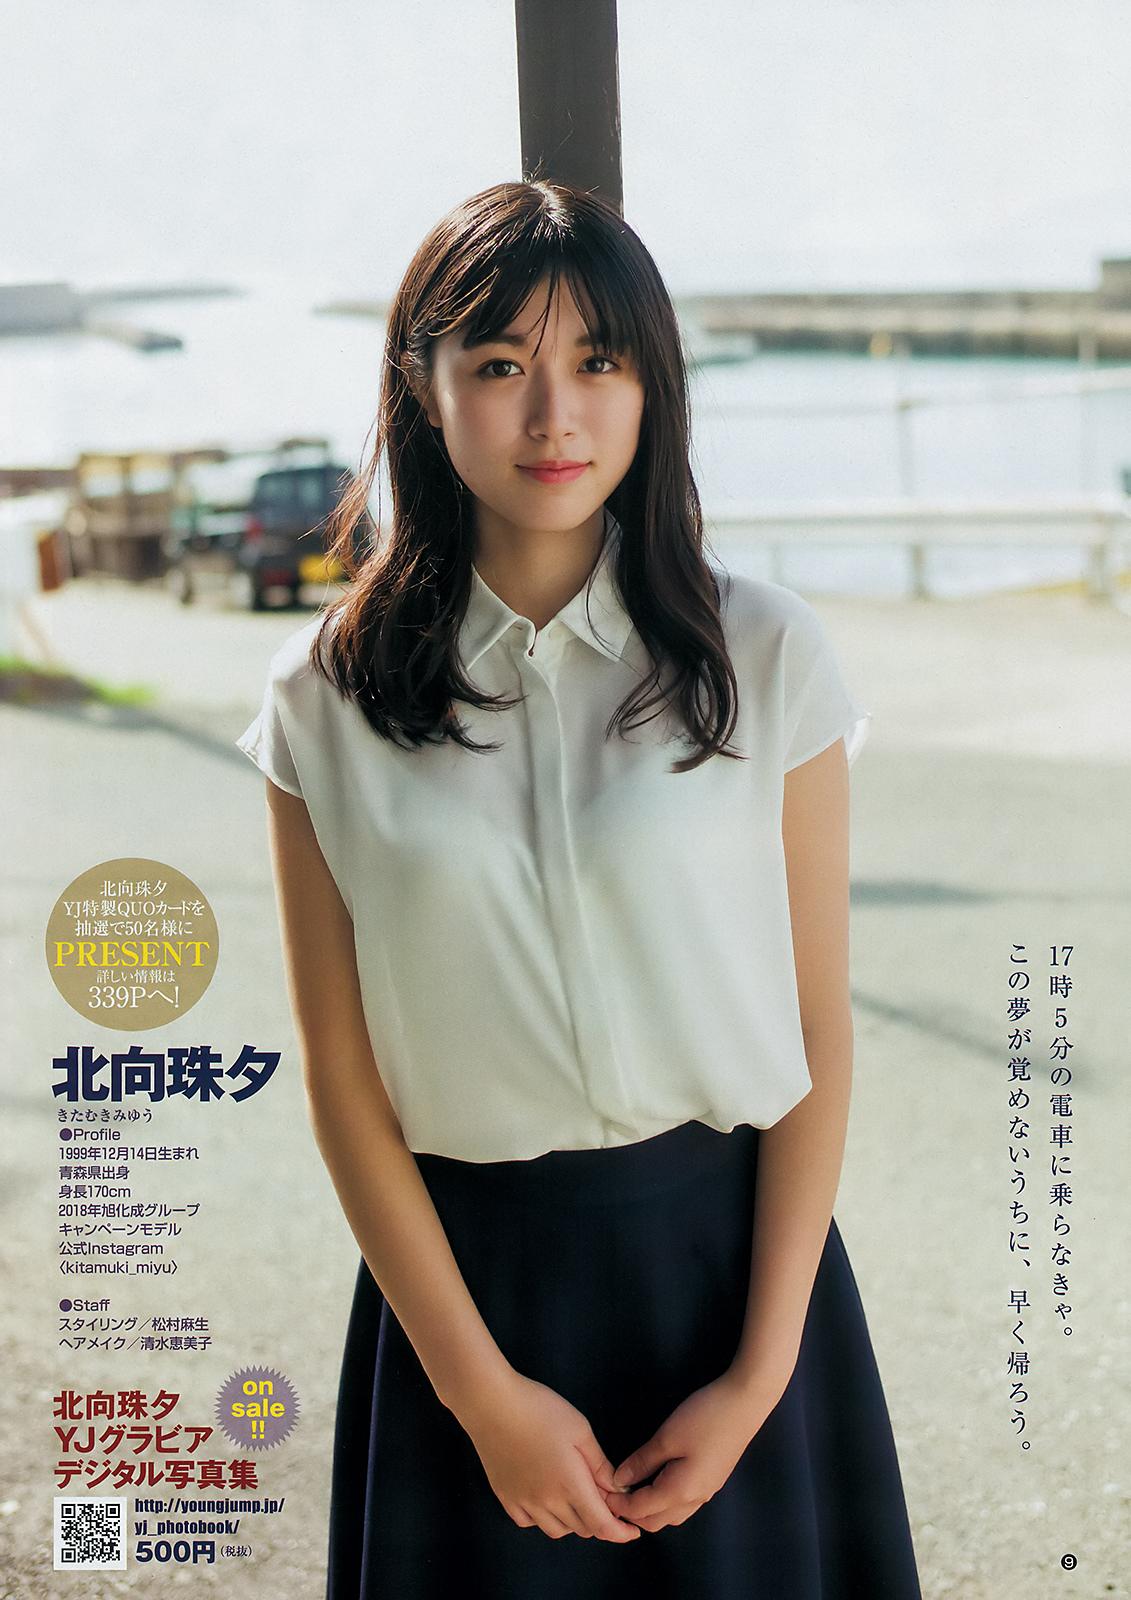 17時5分の電車に乗らなきゃ。
この夢が覚めないうちに、早く帰ろう。
北向珠夕
YJ特製QUOカードを
抽選で50名様に
PRESENT
詳しい情報は
339Pへ!
北向珠夕
きたむきみゆう
●Profile
1999年12月14日生まれ
青森県出身
身長170cm
2018年旭化成グループ
キャンペーンモデル
公式Instagram
〈kitamuki_miyu〉
●Staff
スタイリング／松村麻生
ヘアメイク／清水恵美子
北向珠夕
YJグラビア
デジタル写真集
on
sale
!!
http://youngjump.jp/
yj_photobook/
500円(税抜)
9